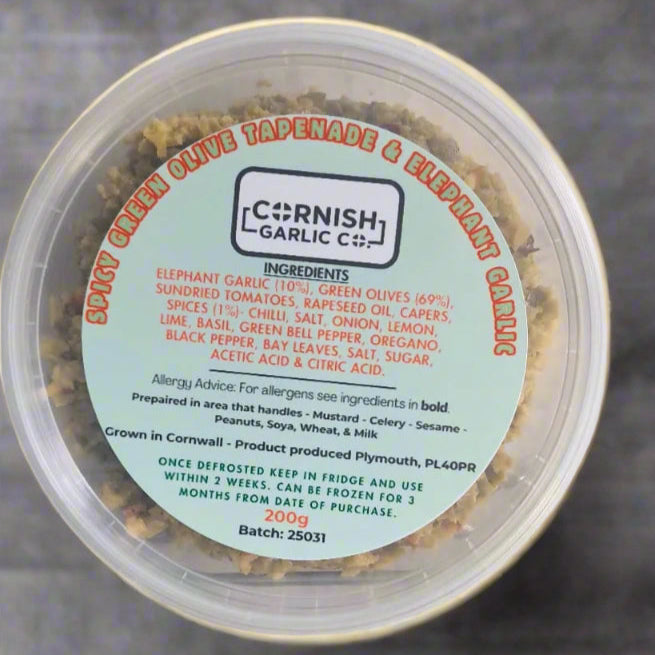 SPICY GREEN OLIVE TAPENADE & ELEPHANT GARLIC
CORNISH
GARLIC CO.
INGREDIENTS
ELEPHANT GARLIC (10%), GREEN OLIVES (69%),
SUNDRIED TOMATOES, RAPESEED OIL, CAPERS,
SPICES (1%)- CHILLI, SALT, ONION, LEMON,
LIME, BASIL, GREEN BELL PEPPER, OREGANO,
BLACK PEPPER, BAY LEAVES, SALT, SUGAR,
ACETIC ACID & CITRIC ACID.
Allergy Advice: For allergens see ingredients in bold.
Prepaired in area that handles - Mustard - Celery - Sesame -
Peanuts, Soya, Wheat, & Milk
Grown in Cornwall - Product produced Plymouth, PL40PR
ONCE DEFROSTED KEEP IN FRIDGE AND USE
WITHIN 2 WEEKS. CAN BE FROZEN FOR 3
MONTHS FROM DATE OF PURCHASE.
200g
Batch: 25031